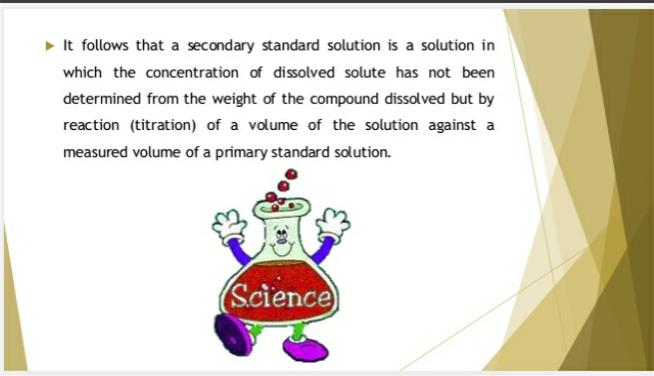 It follows that a secondary standard solution is a solution in
which the concentration of dissolved solute has not been
determined from the weight of the compound dissolved but by
reaction (titration) of a volume of the solution against a
measured volume of a primary standard solution.
Science